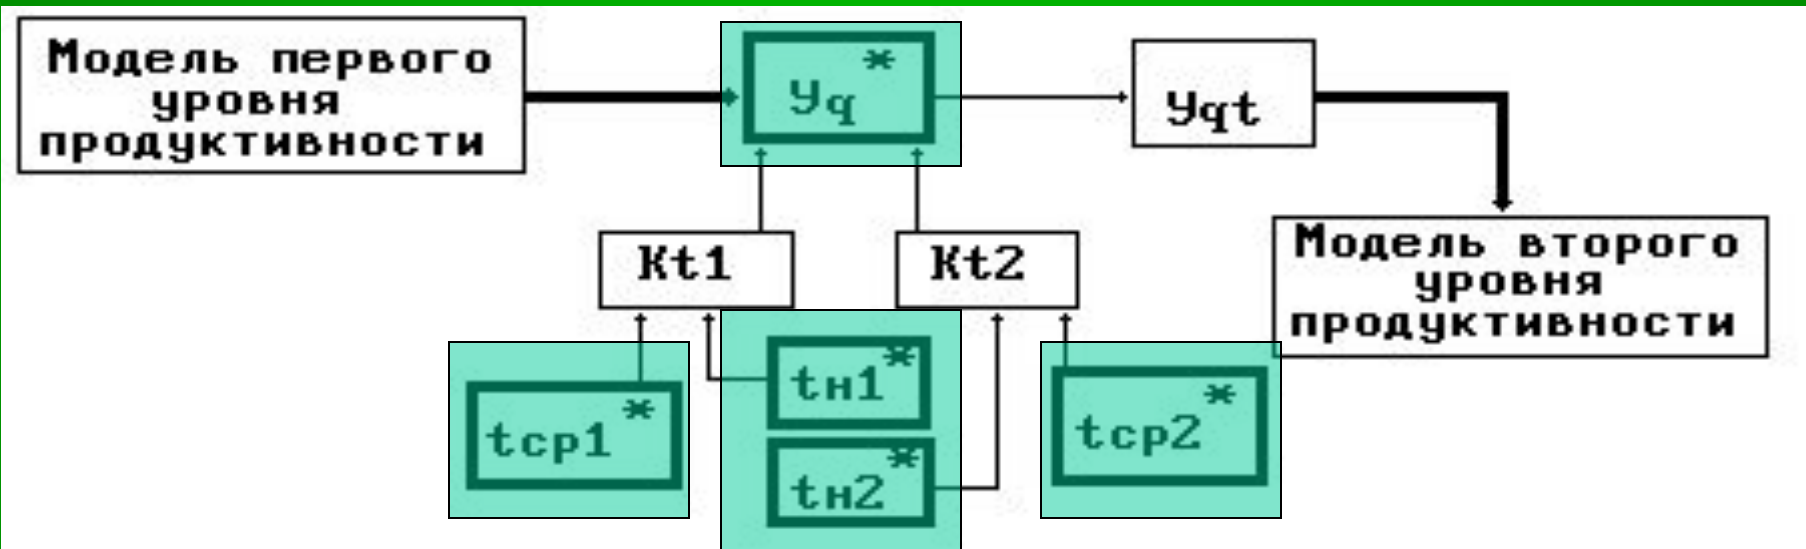 Модель первого
уровня
продуктивности
*
Уq
Уqt
Kt1
Kt2
Модель второго
уровня
продуктивности
tср1 *
tн1 *
tн2 *
tср2 *